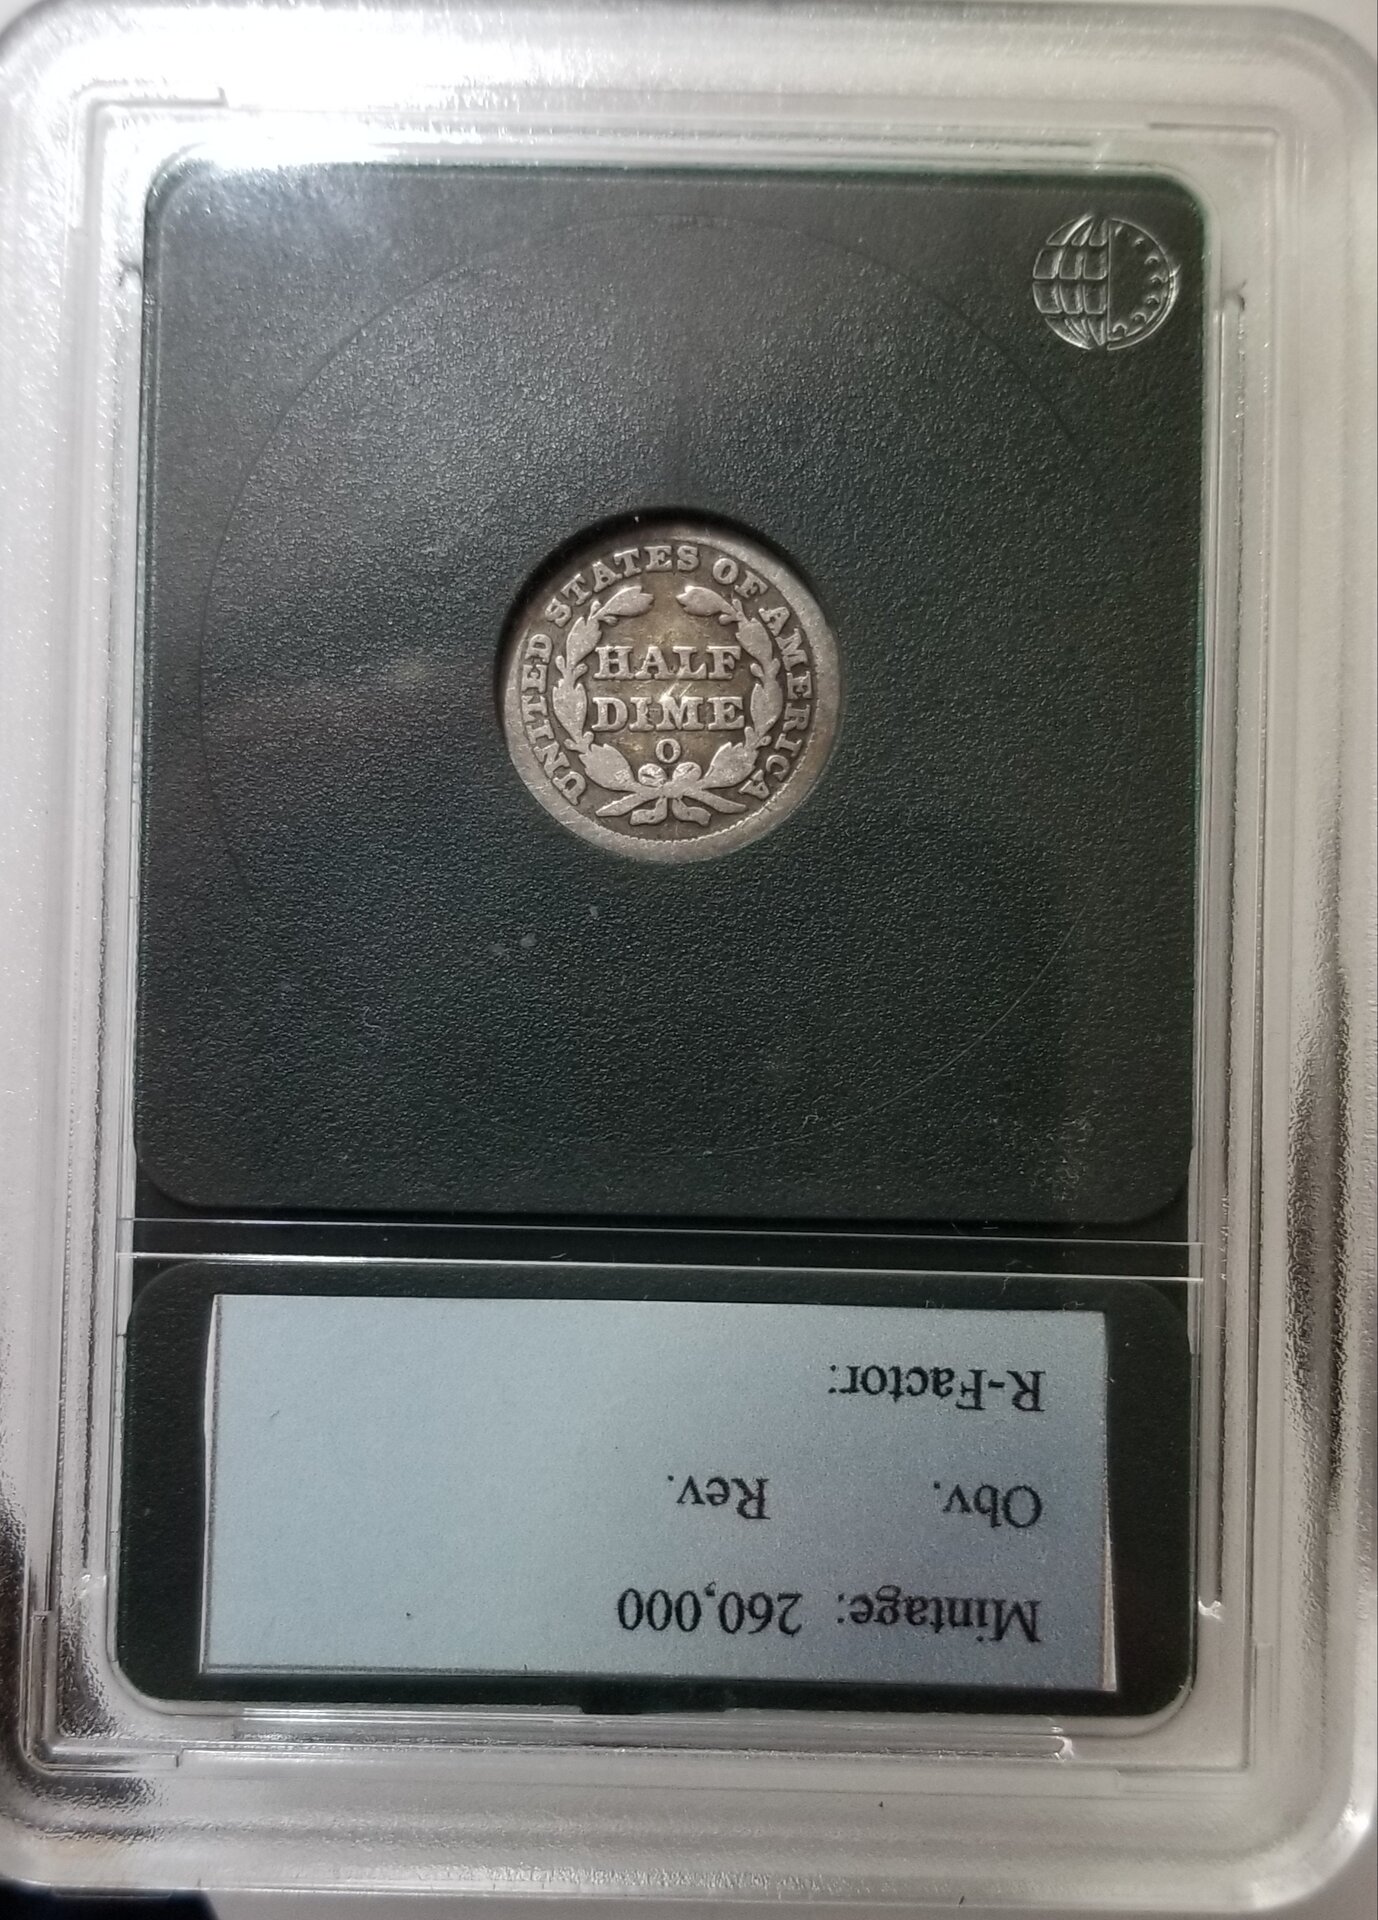 UNITED STATES OF AMERICA
HALF
DIME
O
Mintage: 260,000
Obv. Rev.
R-Factor: